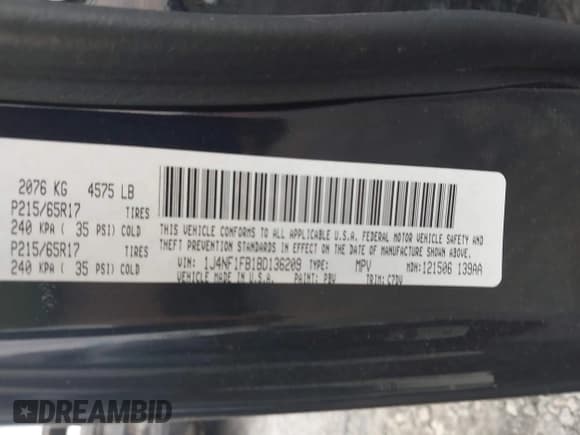 2076 KG 4575 LB
P215/65R17 TIRES
240 KPA ( 35 PSI) COLD
P215/65R17 TIRES
240 KPA ( 35 PSI) COLD
THIS VEHICLE CONFORMS TO ALL APPLICABLE U.S.A. FEDERAL MOTOR VEHICLE SAFETY AND
THEFT PREVENTION STANDARDS IN EFFECT ON THE DATE OF MANUFACTURE SHOWN ABOVE.
VIN: 1J4NF1FB1BD136209 TYPE: MPV MDH:121506 139AA
MADE IN U.S.A. PAINT: PBV TRIM: C7DV
DREAMBID